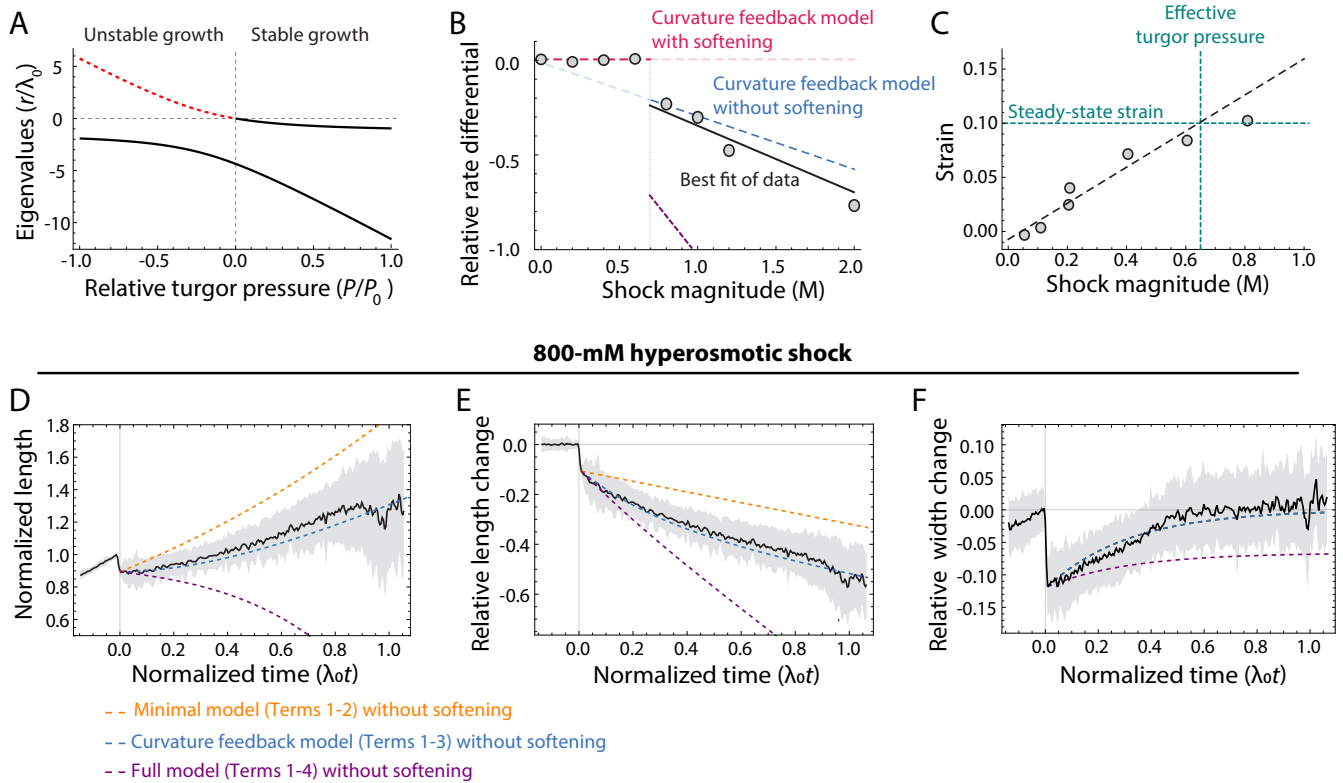 A
Unstable growth
Stable growth
Eigenvalues (r/λ₀)
5
0
-5
-10
-1.0
-0.5
0.0
0.5
1.0
Relative turgor pressure (P/P₀)
B
Curvature feedback model
with softening
Curvature feedback model
without softening
Best fit of data
Relative rate differential
0.0
-0.5
-1.0
0.0
0.5
1.0
1.5
2.0
Shock magnitude (M)
C
Effective
turgor pressure
Steady-state strain
Strain
0.15
0.10
0.05
0.00
0.0
0.2
0.4
0.6
0.8
1.0
Shock magnitude (M)
800-mM hyperosmotic shock
D
Normalized length
1.8
1.6
1.4
1.2
1.0
0.8
0.6
0.0
0.2
0.4
0.6
0.8
1.0
Normalized time (λ₀t)
E
Relative length change
0.0
-0.2
-0.4
-0.6
0.0
0.2
0.4
0.6
0.8
1.0
Normalized time (λ₀t)
F
Relative width change
0.10
0.05
0.00
-0.05
-0.10
-0.15
0.0
0.2
0.4
0.6
0.8
1.0
Normalized time (λ₀t)
Minimal model (Terms 1-2) without softening
Curvature feedback model (Terms 1-3) without softening
Full model (Terms 1-4) without softening